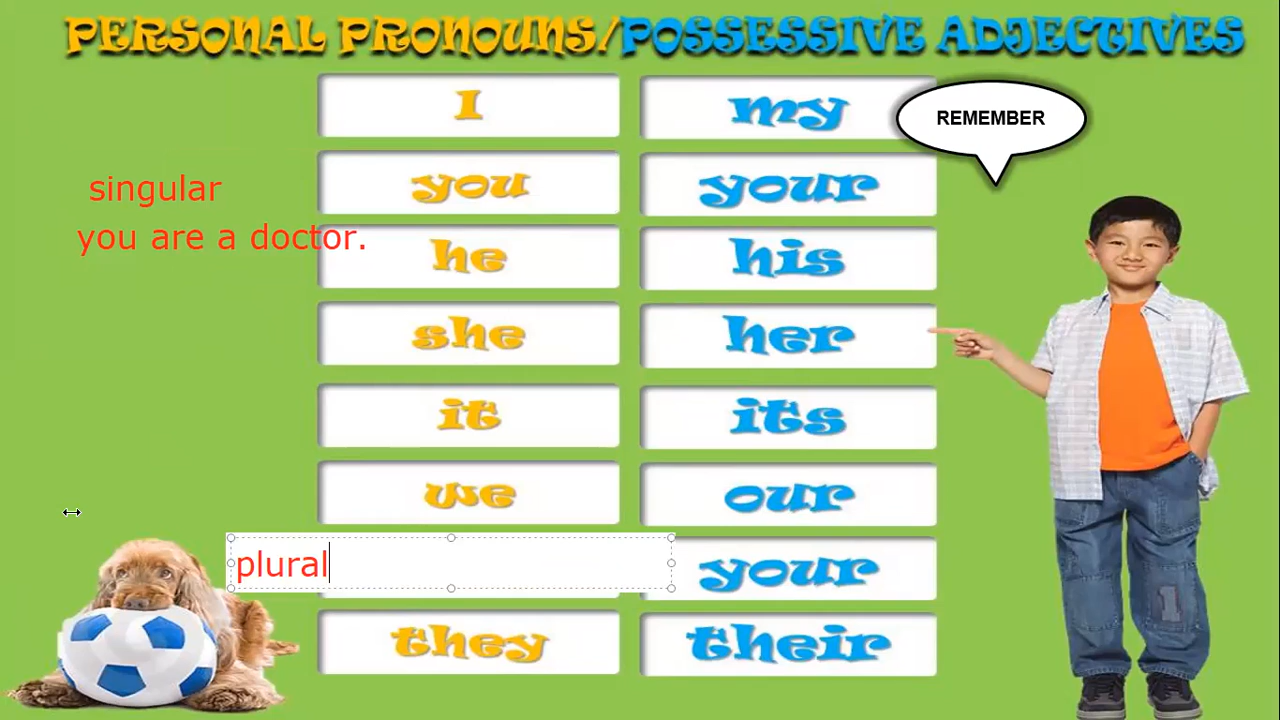 PERSONAL PRONOUNS/POSSESSIVE ADJECTIVES
I my
REMEMBER
singular
you your
you are a doctor.
he his
she her
it its
we our
plural your
they their